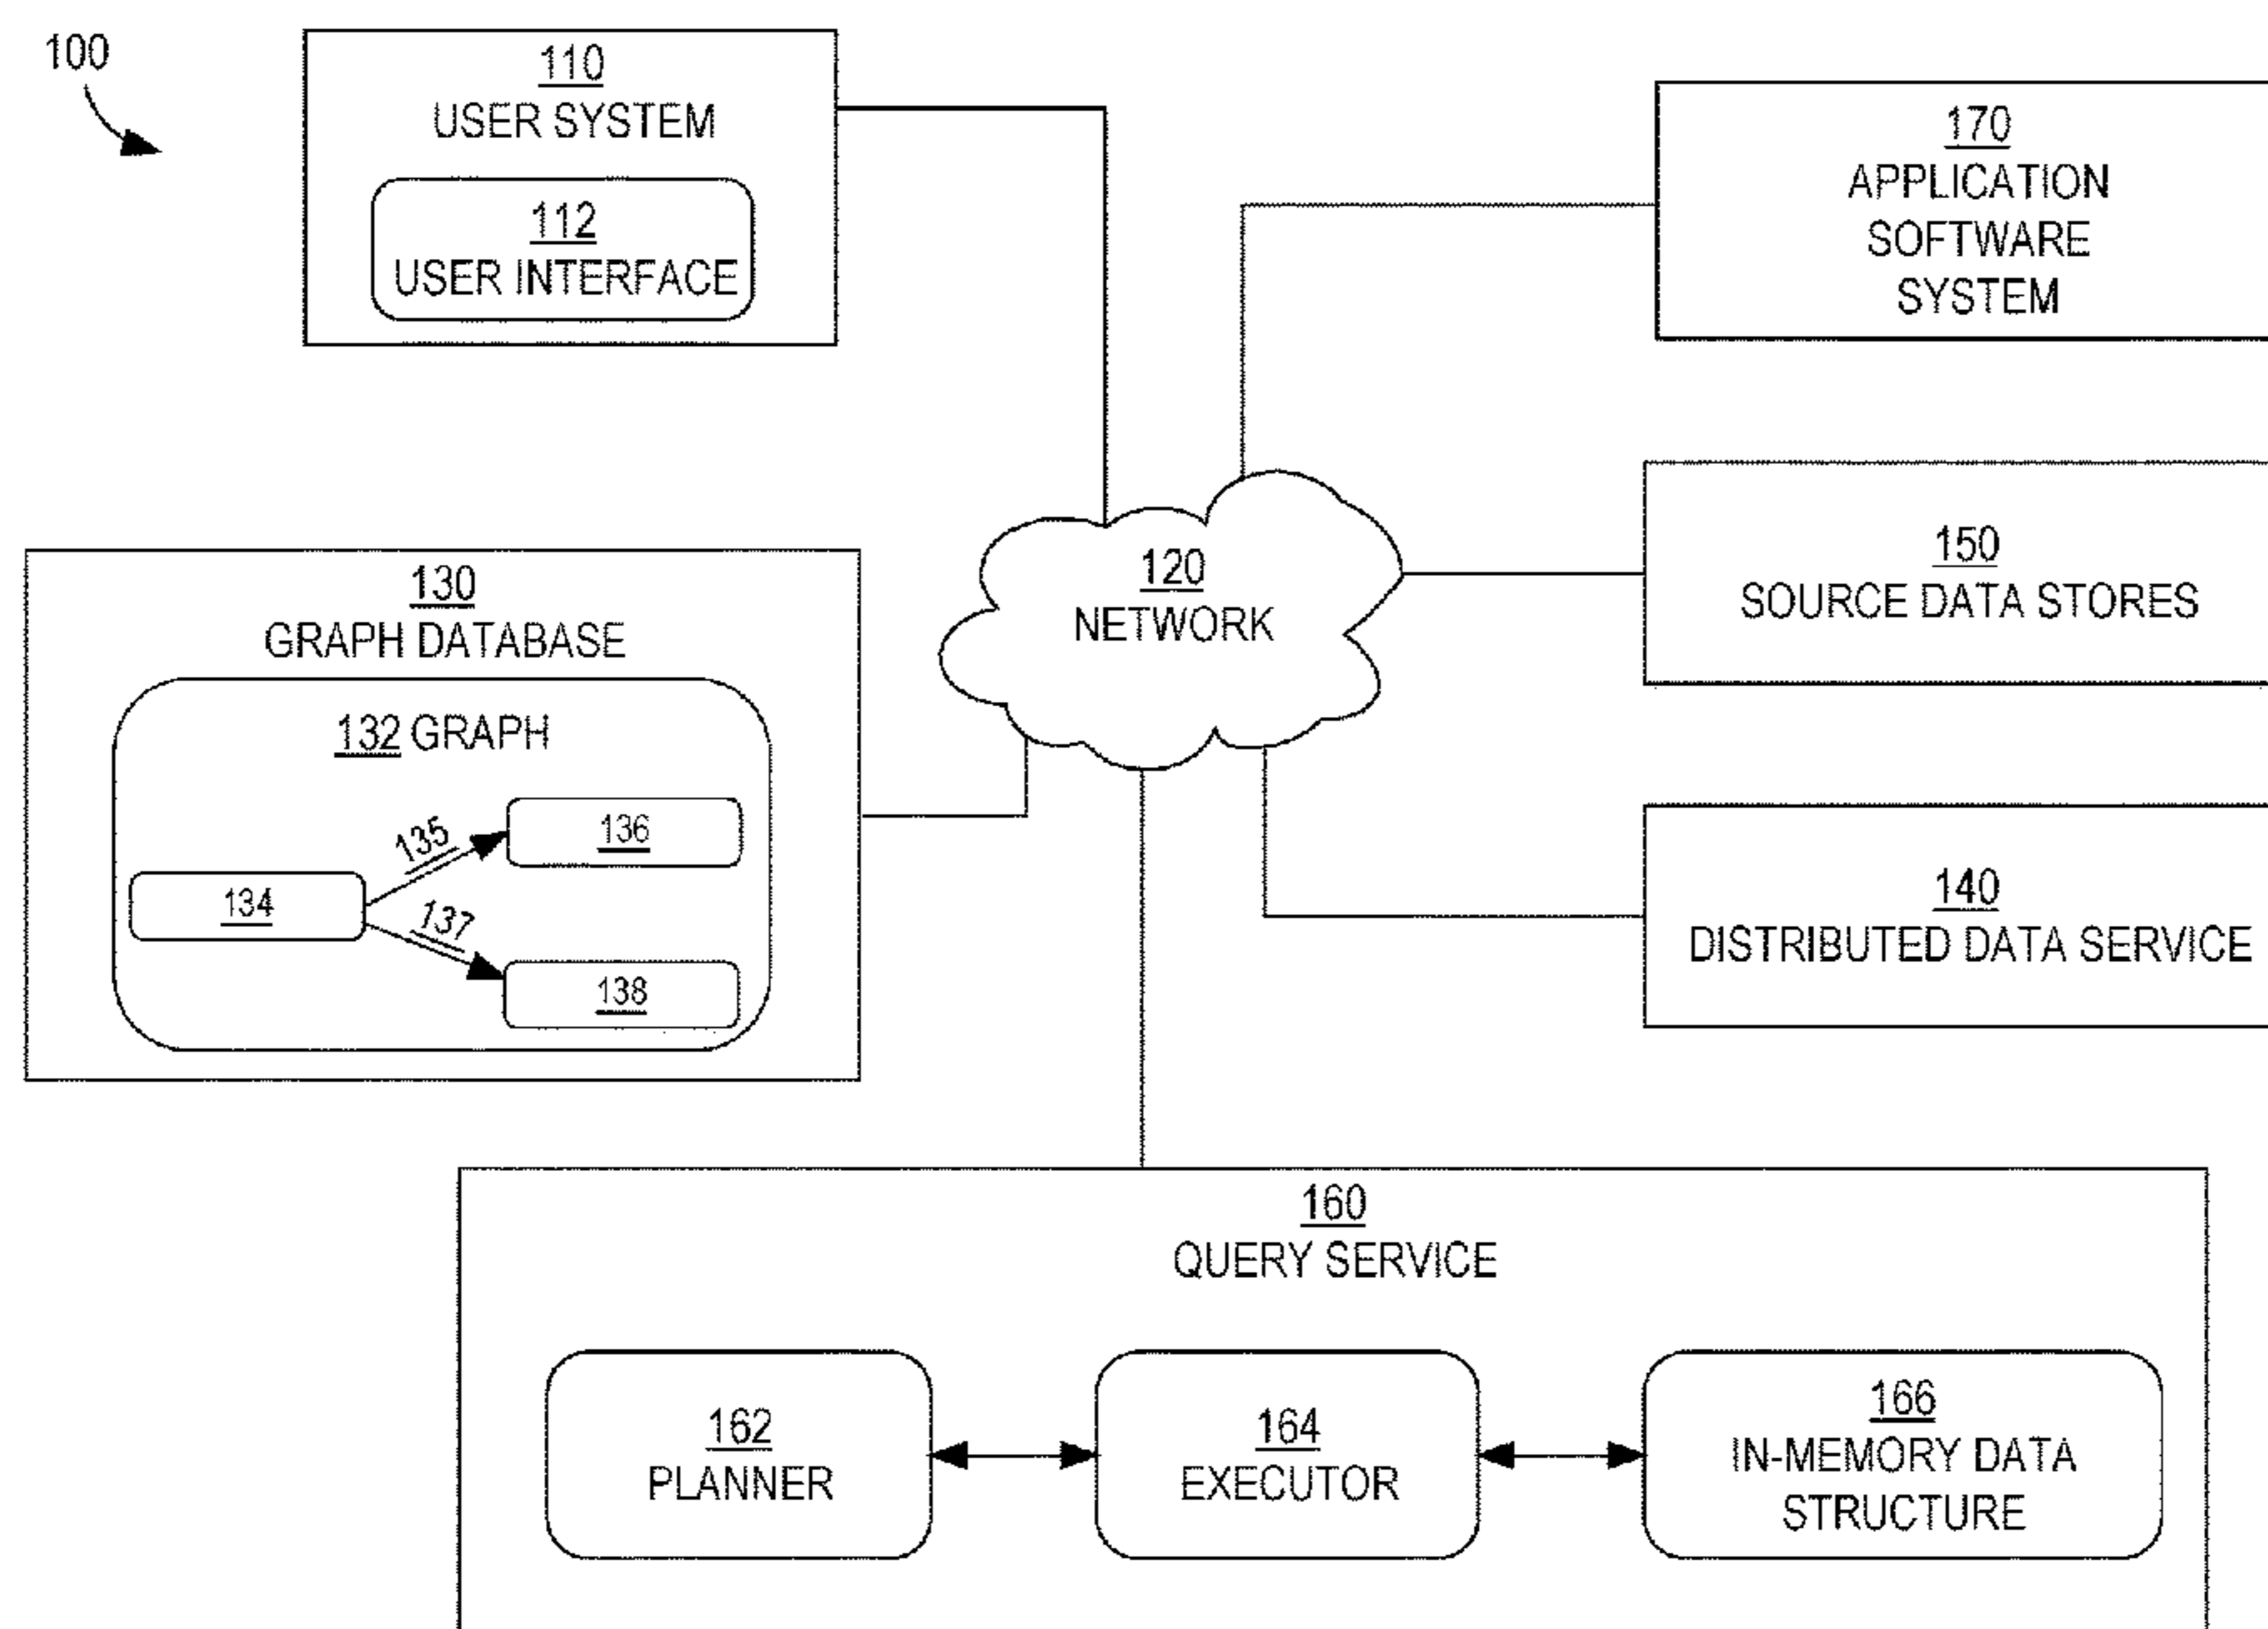 100
110
USER SYSTEM
112
USER INTERFACE
170
APPLICATION
SOFTWARE
SYSTEM
120
NETWORK
150
SOURCE DATA STORES
130
GRAPH DATABASE
132 GRAPH
134
135
136
137
138
140
DISTRIBUTED DATA SERVICE
160
QUERY SERVICE
162
PLANNER
164
EXECUTOR
166
IN-MEMORY DATA
STRUCTURE